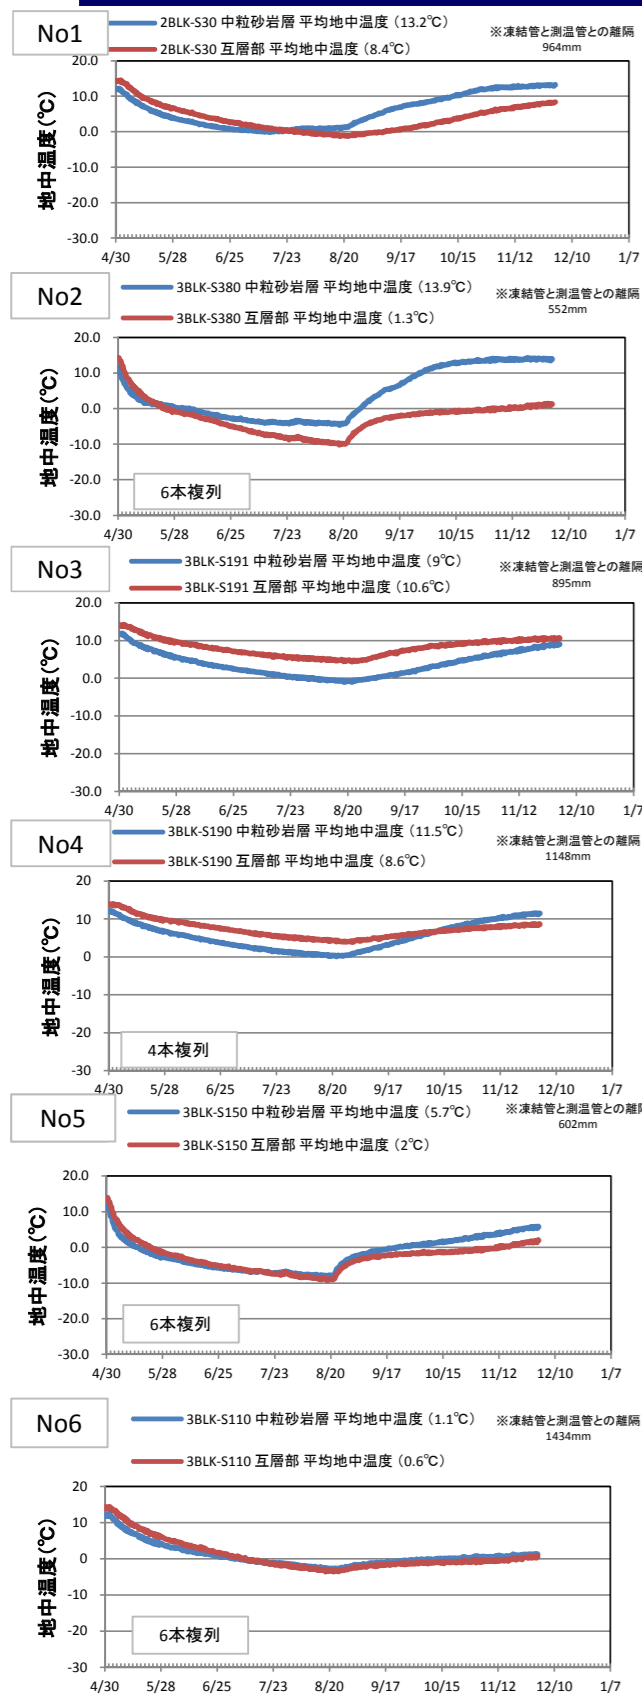 No1
2BLK-S30 中粒砂岩層 平均地中温度 (13.2℃)
2BLK-S30 互層部 平均地中温度 (8.4℃)
※凍結管と測温管との離隔
964mm
地中温度(℃)
20.0
10.0
0.0
-10.0
-20.0
-30.0
4/30 5/28 6/25 7/23 8/20 9/17 10/15 11/12 12/10 1/7
No2
3BLK-S380 中粒砂岩層 平均地中温度 (13.9℃)
3BLK-S380 互層部 平均地中温度 (1.3℃)
※凍結管と測温管との離隔
552mm
地中温度(℃)
20.0
10.0
0.0
-10.0
-20.0
-30.0
6本複列
4/30 5/28 6/25 7/23 8/20 9/17 10/15 11/12 12/10 1/7
No3
3BLK-S191 中粒砂岩層 平均地中温度 (9℃)
3BLK-S191 互層部 平均地中温度 (10.6℃)
※凍結管と測温管との離隔
895mm
地中温度(℃)
20.0
10.0
0.0
-10.0
-20.0
-30.0
4/30 5/28 6/25 7/23 8/20 9/17 10/15 11/12 12/10 1/7
No4
3BLK-S190 中粒砂岩層 平均地中温度 (11.5℃)
3BLK-S190 互層部 平均地中温度 (8.6℃)
※凍結管と測温管との離隔
1148mm
地中温度(℃)
20
10
0
-10
-20
-30
4本複列
4/30 5/28 6/25 7/23 8/20 9/17 10/15 11/12 12/10 1/7
No5
3BLK-S150 中粒砂岩層 平均地中温度 (5.7℃)
3BLK-S150 互層部 平均地中温度 (2℃)
※凍結管と測温管との離隔
602mm
地中温度(℃)
20.0
10.0
0.0
-10.0
-20.0
-30.0
6本複列
4/30 5/28 6/25 7/23 8/20 9/17 10/15 11/12 12/10 1/7
No6
3BLK-S110 中粒砂岩層 平均地中温度 (1.1℃)
3BLK-S110 互層部 平均地中温度 (0.6℃)
※凍結管と測温管との離隔
1434mm
地中温度(℃)
20
10
0
-10
-20
-30
6本複列
4/30 5/28 6/25 7/23 8/20 9/17 10/15 11/12 12/10 1/7